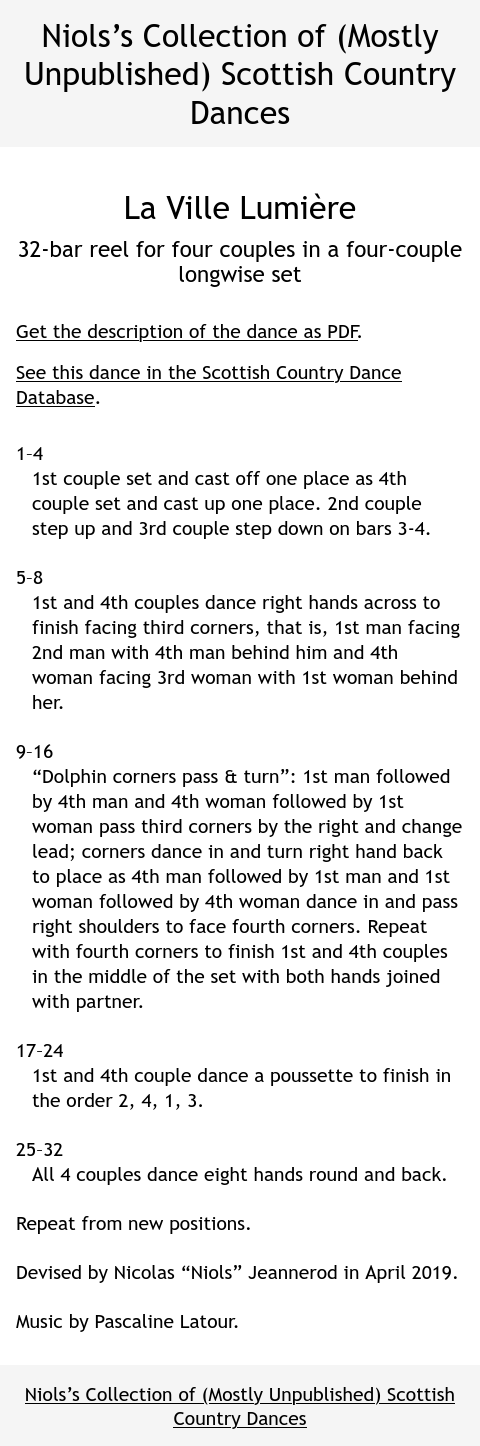 Niols’s Collection of (Mostly
Unpublished) Scottish Country
Dances
La Ville Lumière
32-bar reel for four couples in a four-couple
longwise set
Get the description of the dance as PDF.
See this dance in the Scottish Country Dance
Database.
1–4
1st couple set and cast off one place as 4th
couple set and cast up one place. 2nd couple
step up and 3rd couple step down on bars 3-4.
5–8
1st and 4th couples dance right hands across to
finish facing third corners, that is, 1st man facing
2nd man with 4th man behind him and 4th
woman facing 3rd woman with 1st woman behind
her.
9–16
“Dolphin corners pass & turn”: 1st man followed
by 4th man and 4th woman followed by 1st
woman pass third corners by the right and change
lead; corners dance in and turn right hand back
to place as 4th man followed by 1st man and 1st
woman followed by 4th woman dance in and pass
right shoulders to face fourth corners. Repeat
with fourth corners to finish 1st and 4th couples
in the middle of the set with both hands joined
with partner.
17–24
1st and 4th couple dance a poussette to finish in
the order 2, 4, 1, 3.
25–32
All 4 couples dance eight hands round and back.
Repeat from new positions.
Devised by Nicolas “Niols” Jeannerod in April 2019.
Music by Pascaline Latour.
Niols’s Collection of (Mostly Unpublished) Scottish
Country Dances